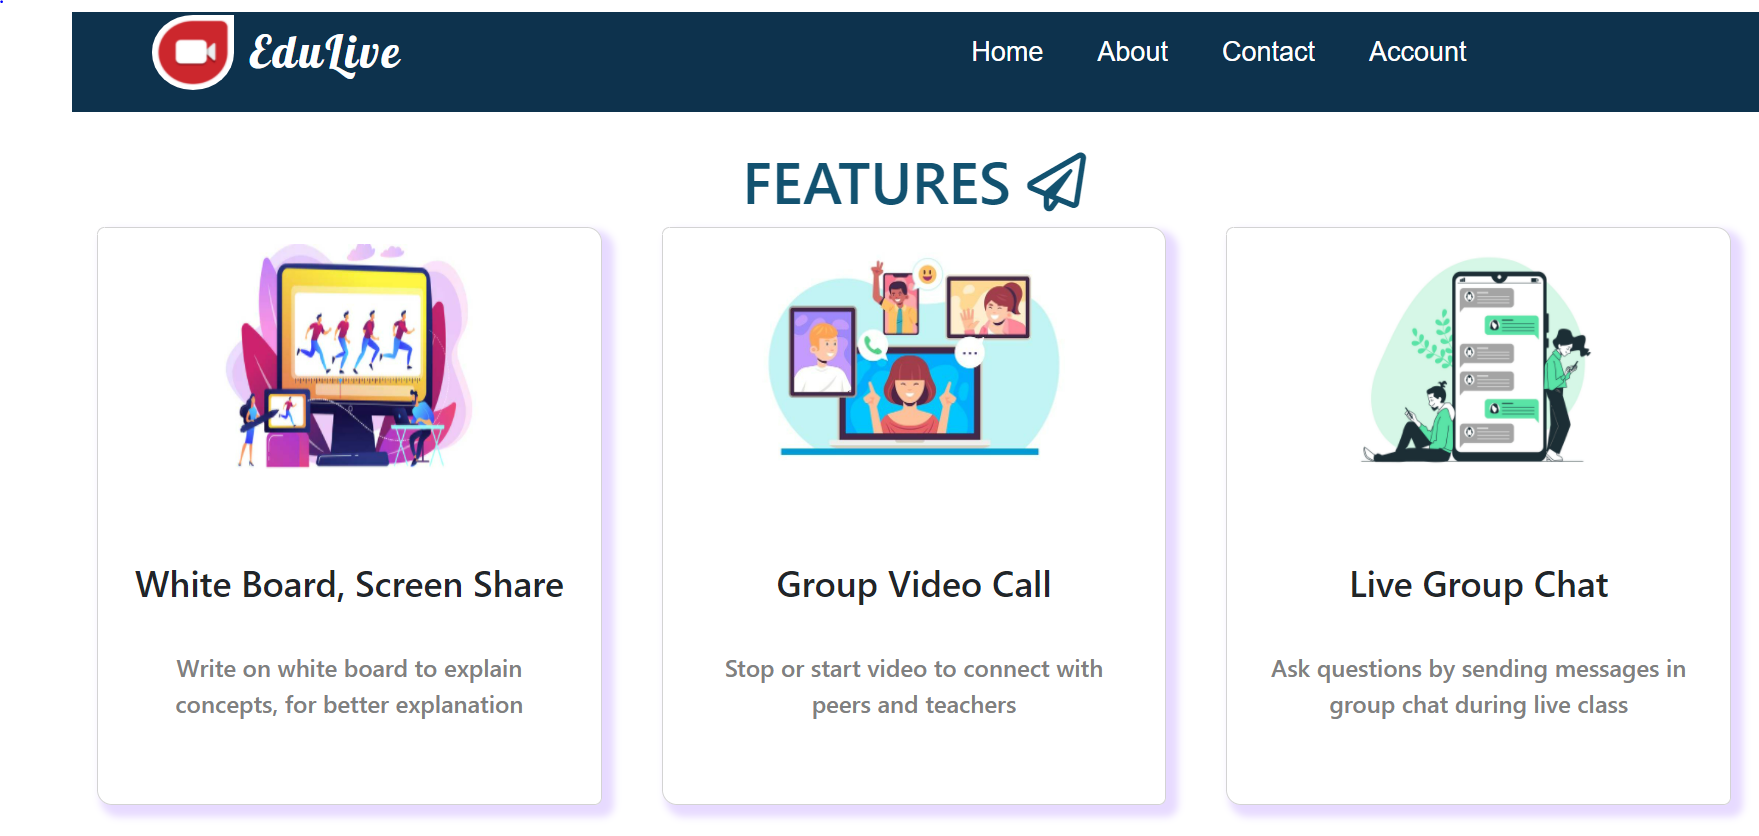 EduLive
Home About Contact Account
FEATURES
White Board, Screen Share
Write on white board to explain
concepts, for better explanation
Group Video Call
Stop or start video to connect with
peers and teachers
Live Group Chat
Ask questions by sending messages in
group chat during live class